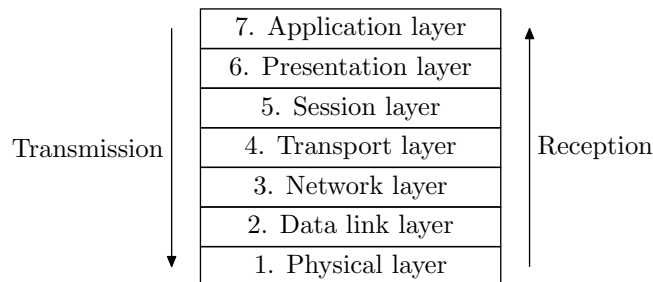 7. Application layer
6. Presentation layer
5. Session layer
Transmission
4. Transport layer
Reception
3. Network layer
2. Data link layer
1. Physical layer